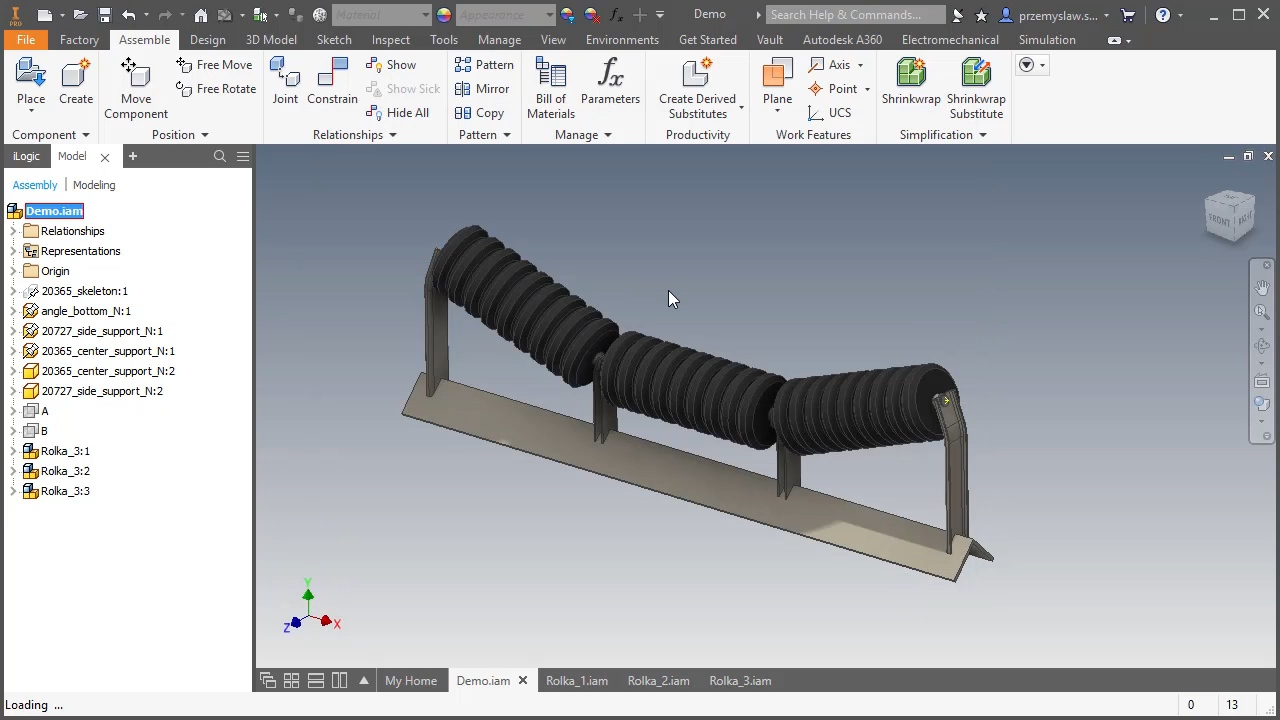 PRO
Material
Appearance
Demo
Search Help & Commands...
przemyslaw.s...
File
Factory
Assemble
Design
3D Model
Sketch
Inspect
Tools
Manage
View
Environments
Get Started
Vault
Autodesk A360
Electromechanical
Simulation
Place
Create
Component
Move
Component
Free Move
Free Rotate
Position
Joint
Constrain
Show
Show Sick
Hide All
Relationships
Pattern
Mirror
Copy
Pattern
Bill of
Materials
Parameters
Manage
Create Derived
Substitutes
Productivity
Plane
Axis
Point
UCS
Work Features
Shrinkwrap
Shrinkwrap
Substitute
Simplification
iLogic
Model
Assembly
Modeling
Demo.iam
Relationships
Representations
Origin
20365_skeleton:1
angle_bottom_N:1
20727_side_support_N:1
20365_center_support_N:1
20365_center_support_N:2
20727_side_support_N:2
A
B
Rolka_3:1
Rolka_3:2
Rolka_3:3
FRONT
RIGHT
Y
Z
X
My Home
Demo.iam
Rolka_1.iam
Rolka_2.iam
Rolka_3.iam
Loading ...
0
13